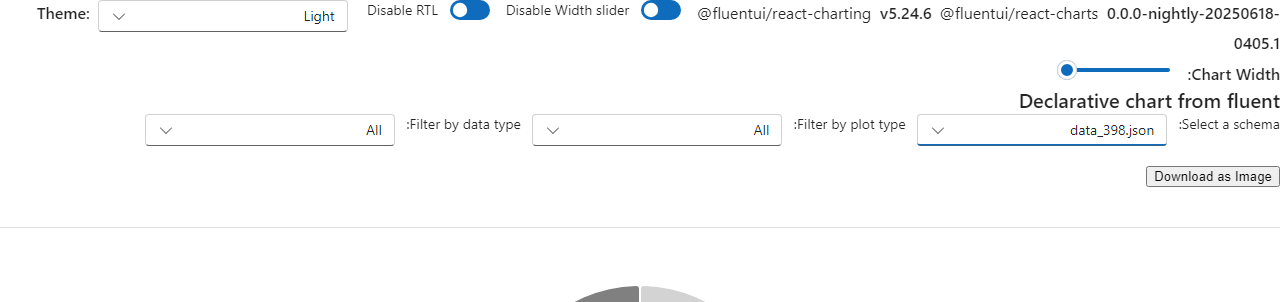 Theme: Light Disable RTL Disable Width slider @fluentui/react-charting v5.24.6 @fluentui/react-charts 0.0.0-nightly-20250618-
0405.1
:Chart Width
Declarative chart from fluent
:Select a schema data_398.json :Filter by plot type All :Filter by data type All
Download as Image